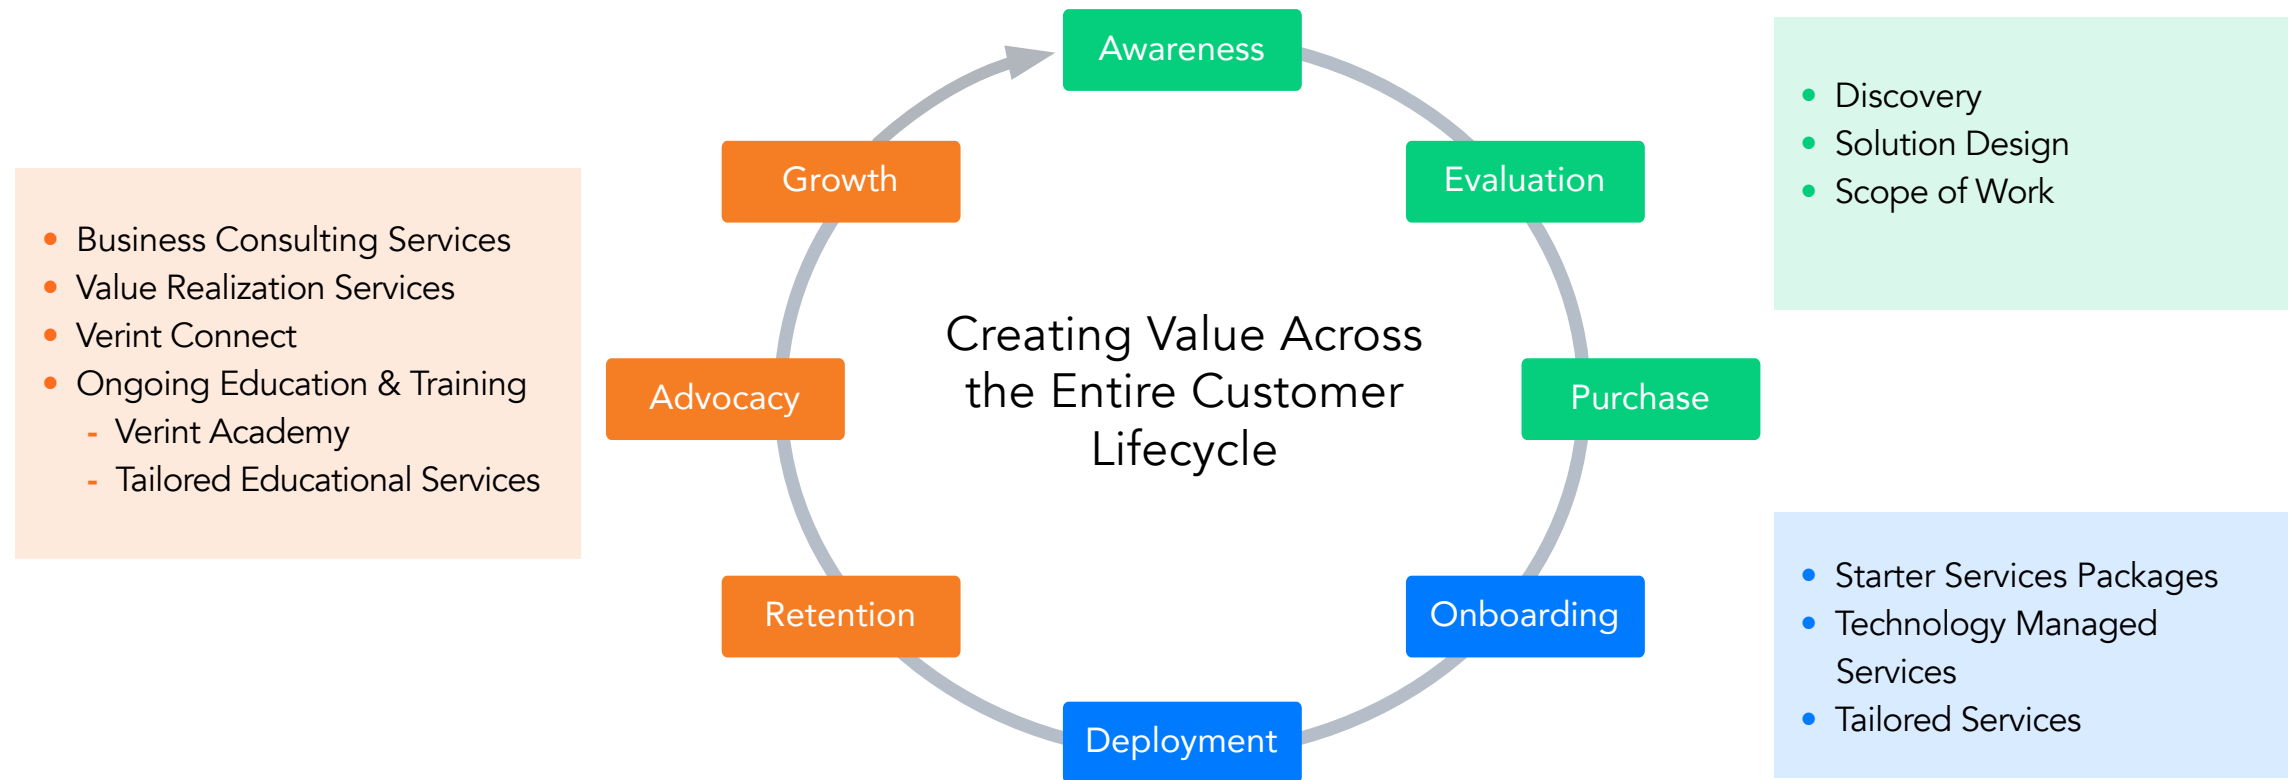 Awareness
Evaluation
Purchase
Onboarding
Deployment
Retention
Advocacy
Growth
Creating Value Across
the Entire Customer
Lifecycle
• Discovery
• Solution Design
• Scope of Work
• Starter Services Packages
• Technology Managed
Services
• Tailored Services
• Business Consulting Services
• Value Realization Services
• Verint Connect
• Ongoing Education & Training
- Verint Academy
- Tailored Educational Services